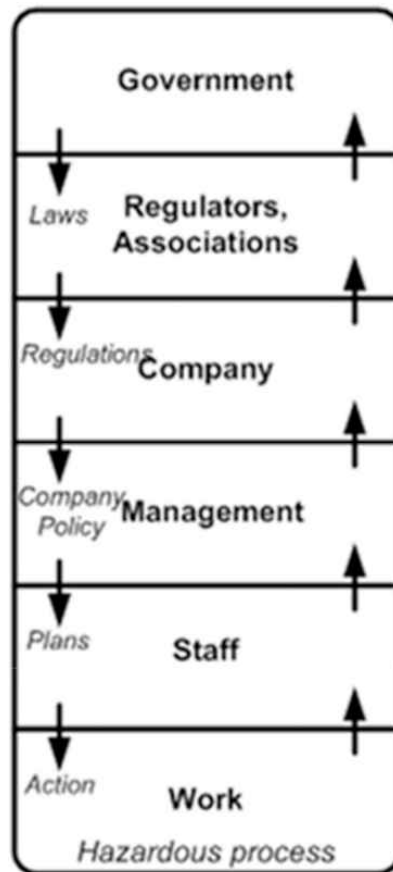 Government
Laws
Regulators,
Associations
Regulations
Company
Company
Policy
Management
Plans
Staff
Action
Work
Hazardous process